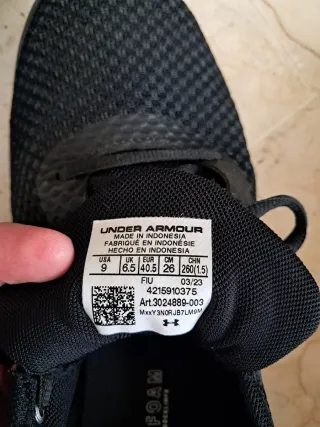 UNDER ARMOUR
MADE IN INDONESIA
FABRIQUÉ EN INDONÉSIE
HECHO EN INDONESIA
USA UK EUR CM CHN
9 6.5 40.5 26 260(1.5)
FIU 03/23
4215910375
Art.3024889-003
MxxY3N0RJB7LM9M